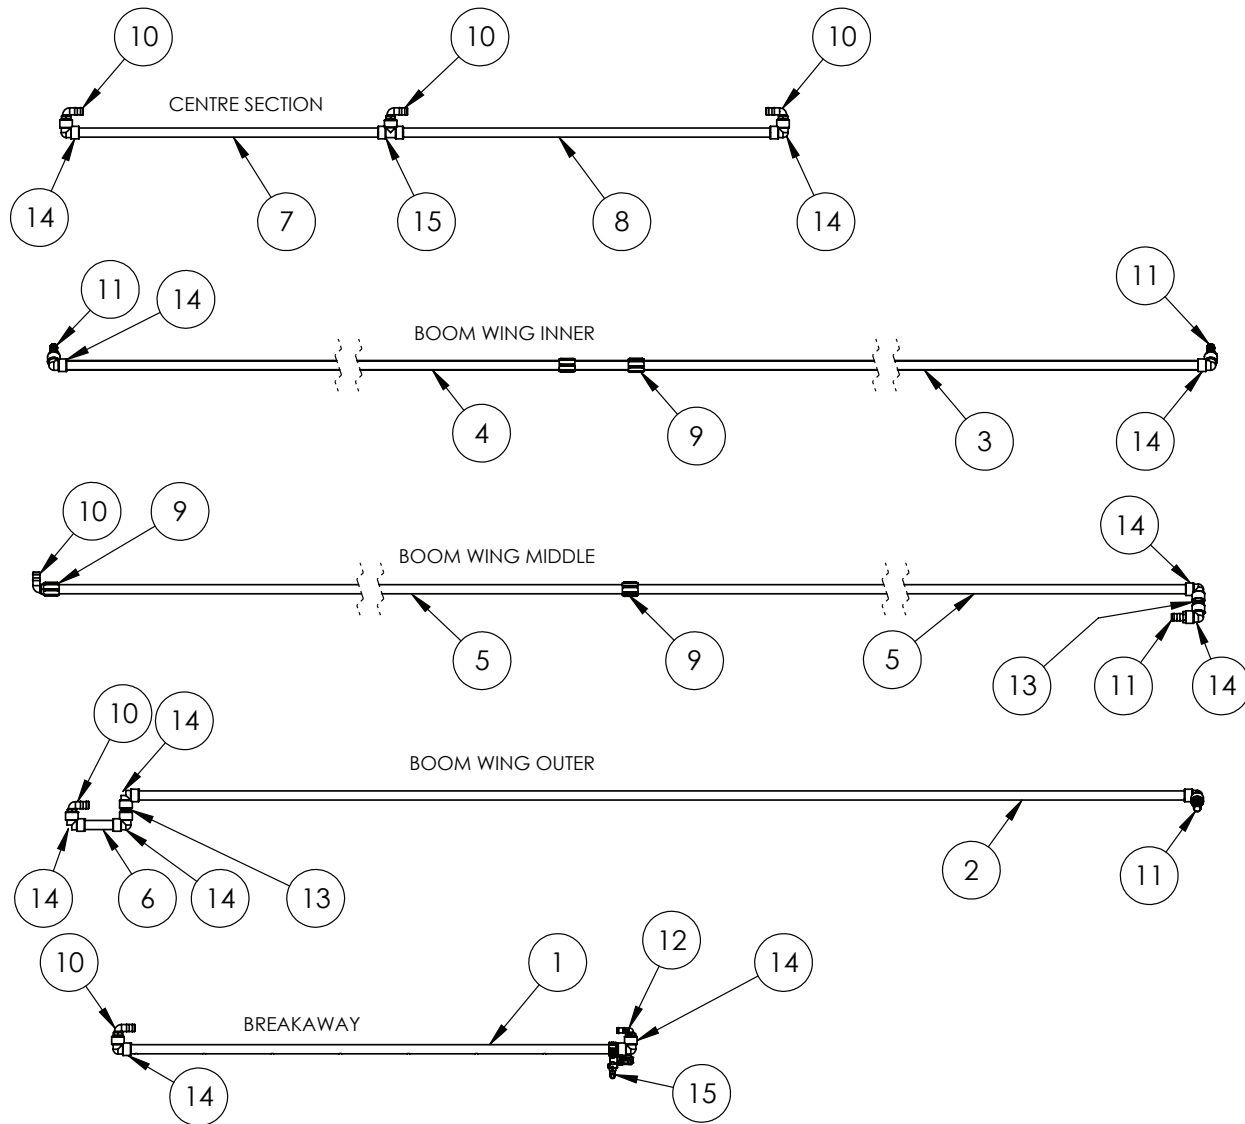 10 10 10
CENTRE SECTION
14 7 15 8 14
11 14 11
BOOM WING INNER
4 9 3 14
10 9 14
BOOM WING MIDDLE
5 9 5 13 11 14
10 14
BOOM WING OUTER
14 6 14 13 2 11
10 1 12 14
BREAKAWAY
14 15